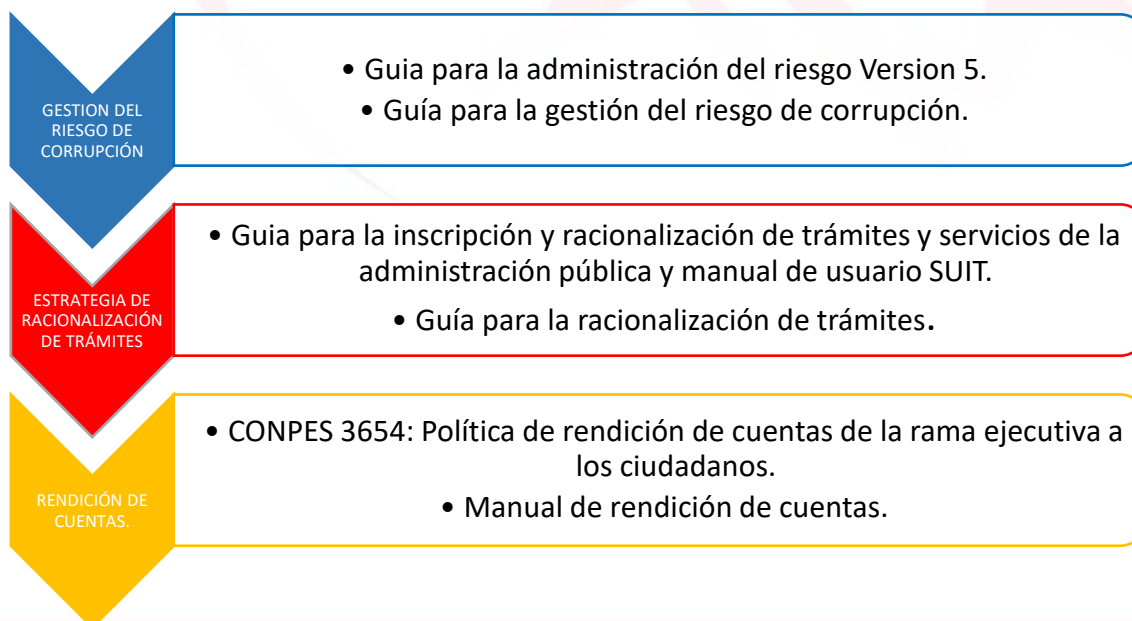 GESTION DEL
RIESGO DE
CORRUPCIÓN
• Guia para la administración del riesgo Version 5.
• Guía para la gestión del riesgo de corrupción.
ESTRATEGIA DE
RACIONALIZACIÓN
DE TRÁMITES
• Guia para la inscripción y racionalización de trámites y servicios de la
administración pública y manual de usuario SUIT.
• Guía para la racionalización de trámites.
RENDICIÓN DE
CUENTAS.
• CONPES 3654: Política de rendición de cuentas de la rama ejecutiva a
los ciudadanos.
• Manual de rendición de cuentas.